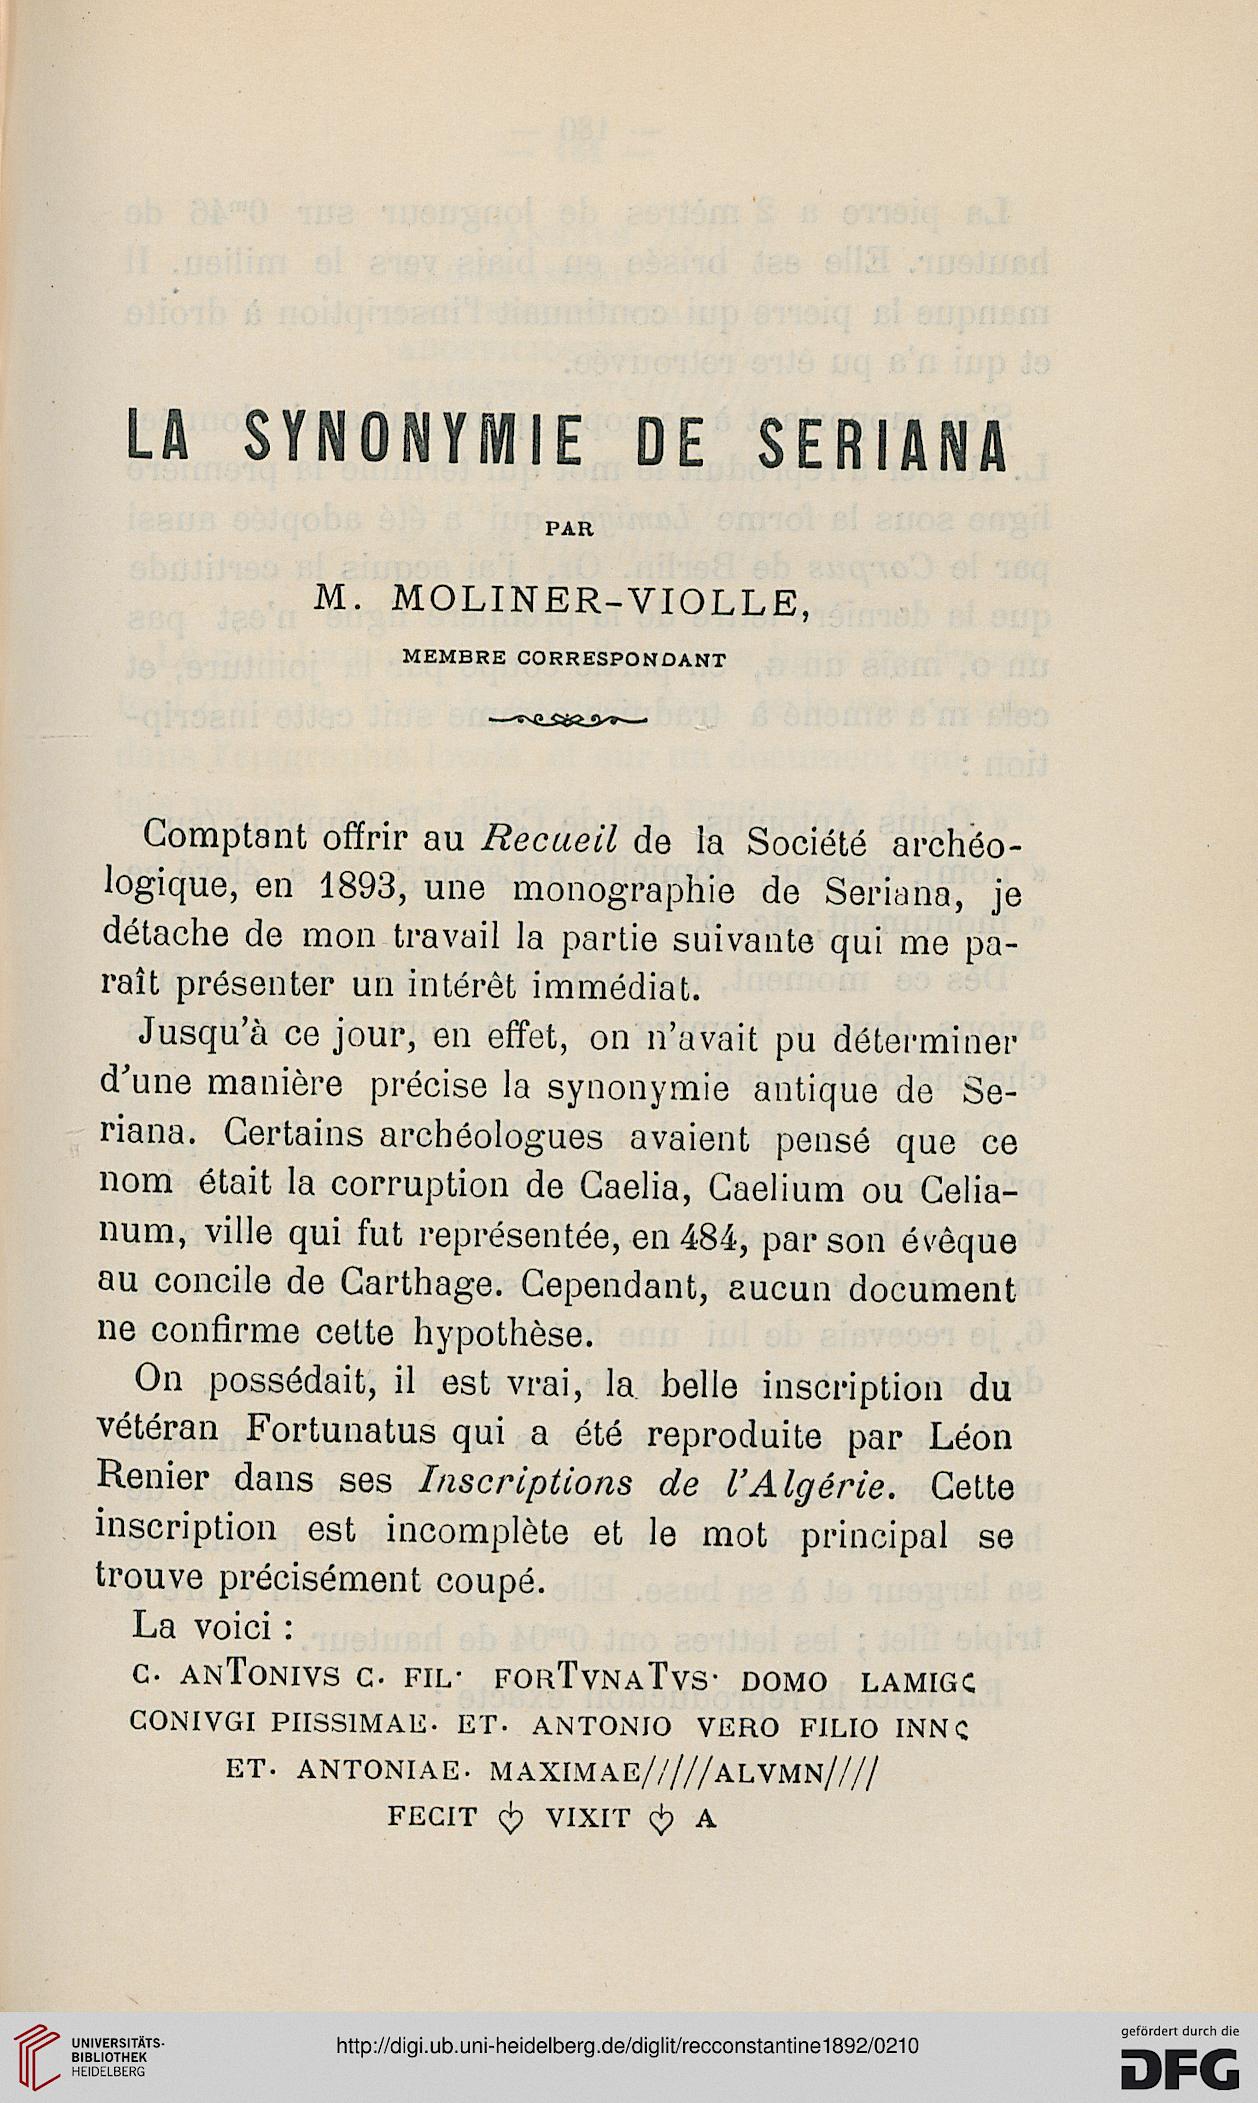 LA SYNONYMIE DE SERIANA
PAR
M. MOLINER-VIOLLE,
MEMBRE CORRESPONDANT
Comptant offrir au Recueil de la Société archéo-
logique, en 1893, une monographie de Seriana, je
détache de mon travail la partie suivante qui me pa-
raît présenter un intérêt immédiat.
Jusqu'à ce jour, en effet, on n'avait pu déterminer
d'une manière précise la synonymie antique de Se-
riana. Certains archéologues avaient pensé que ce
nom était la corruption de Caelia, Caelium ou Celia-
num, ville qui fut représentée, en 484, par son évêque
au concile de Carthage. Cependant, aucun document
ne confirme cette hypothèse.
On possédait, il est vrai, la belle inscription du
vétéran Fortunatus qui a été reproduite par Léon
Renier dans ses Inscriptions de l'Algérie. Cette
inscription est incomplète et le mot principal se
trouve précisément coupé.
La voici :
C. ANTONIVS C. FIL· FORTVNATVS· DOMO LAMIGC
CONIVGI PIISSIMAE. ET. ANTONIO VERO FILIO INNC
ET. ANTONIAE. MAXIMAE/////ALVMN////
FECIT ❦ VIXIT ❦ A
UNIVERSITÄTS-
BIBLIOTHEK
HEIDELBERG
http://digi.ub.uni-heidelberg.de/diglit/recconstantine1892/0210
gefördert durch die
DFG